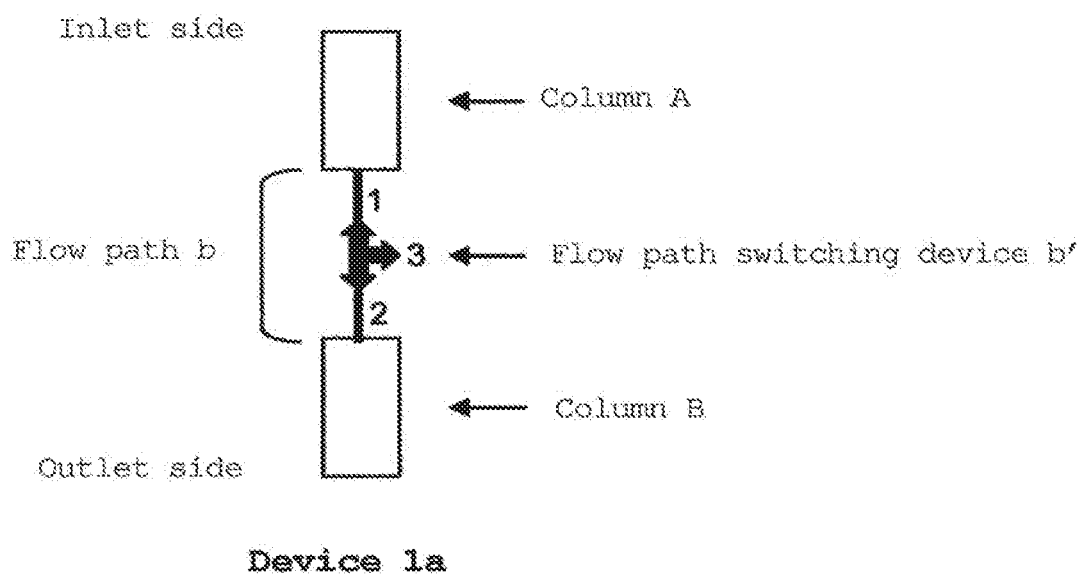 Inlet side
Column A
1
Flow path b
3
Flow path switching device b'
2
Column B
Outlet side
Device 1a